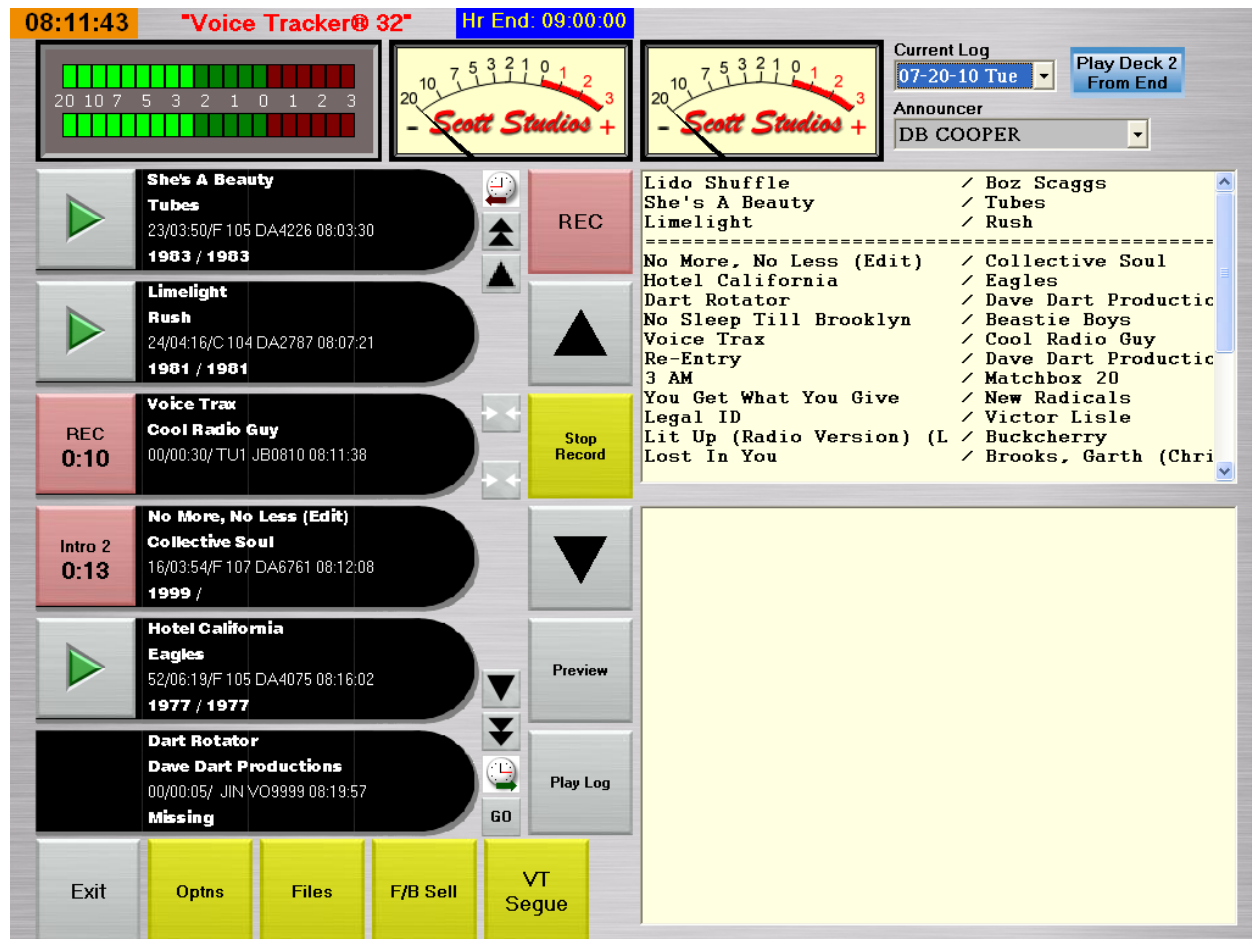 08:11:43 "Voice Tracker® 32" Hr End: 09:00:00
20 10 7 5 3 2 1 0 1 2 3
20 10 7 5 3 2 1 0 1 2 3
- Scott Studios +
20 10 7 5 3 2 1 0 1 2 3
- Scott Studios +
Current Log
07-20-10 Tue
Play Deck 2
From End
Announcer
DB COOPER
She's A Beauty
Tubes
23/03:50/F 105 DA4226 08:03:30
1983 / 1983
REC
Limelight
Rush
24/04:16/C 104 DA2787 08:07:21
1981 / 1981
REC
0:10
Voice Trax
Cool Radio Guy
00/00:30/ TU1 JB0810 08:11:38
Stop
Record
Intro 2
0:13
No More, No Less (Edit)
Collective Soul
16/03:54/F 107 DA6761 08:12:08
1999 /
Hotel California
Eagles
52/06:19/F 105 DA4075 08:16:02
1977 / 1977
Preview
Dart Rotator
Dave Dart Productions
00/00:05/ JIN VO9999 08:19:57
Missing
GO
Play Log
Lido Shuffle / Boz Scaggs
She's A Beauty / Tubes
Limelight / Rush
==================================================
No More, No Less (Edit) / Collective Soul
Hotel California / Eagles
Dart Rotator / Dave Dart Productic
No Sleep Till Brooklyn / Beastie Boys
Voice Trax / Cool Radio Guy
Re-Entry / Dave Dart Productic
3 AM / Matchbox 20
You Get What You Give / New Radicals
Legal ID / Victor Lisle
Lit Up (Radio Version) (L / Buckcherry
Lost In You / Brooks, Garth (Chri
Exit
Optns
Files
F/B Sell
VT
Segue